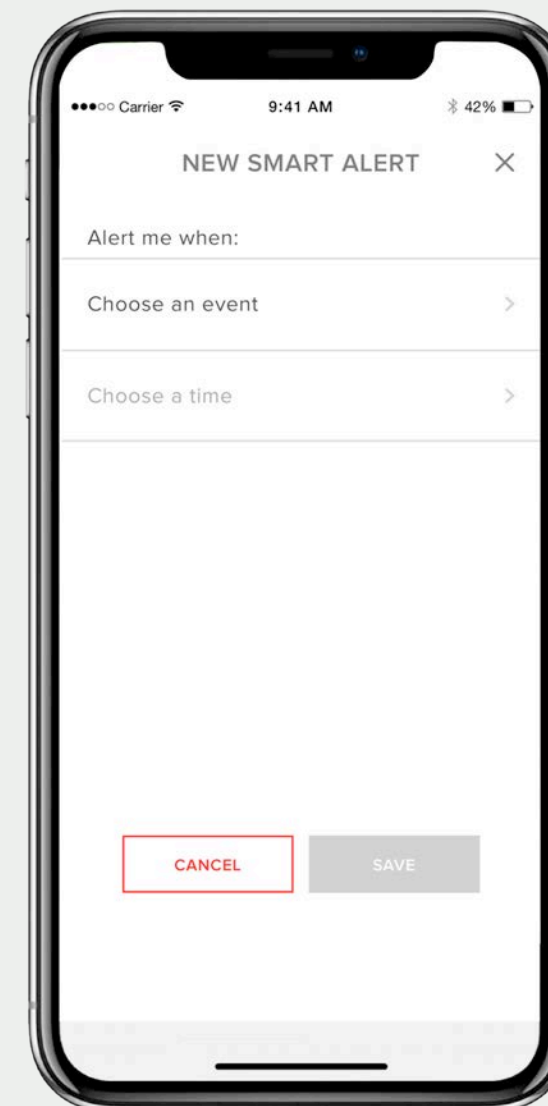 ●●●○○ Carrier 9:41 AM 42%
NEW SMART ALERT ×
Alert me when:
Choose an event >
Choose a time >
CANCEL SAVE